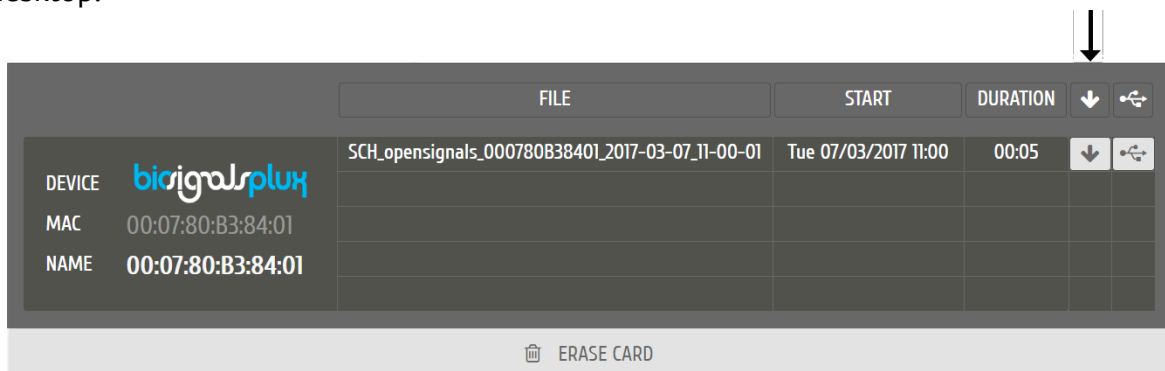 FILE START DURATION
SCH_opensignals_000780B38401_2017-03-07_11-00-01 Tue 07/03/2017 11:00 00:05
DEVICE biosignalsplux
MAC 00:07:80:B3:84:01
NAME 00:07:80:B3:84:01
ERASE CARD